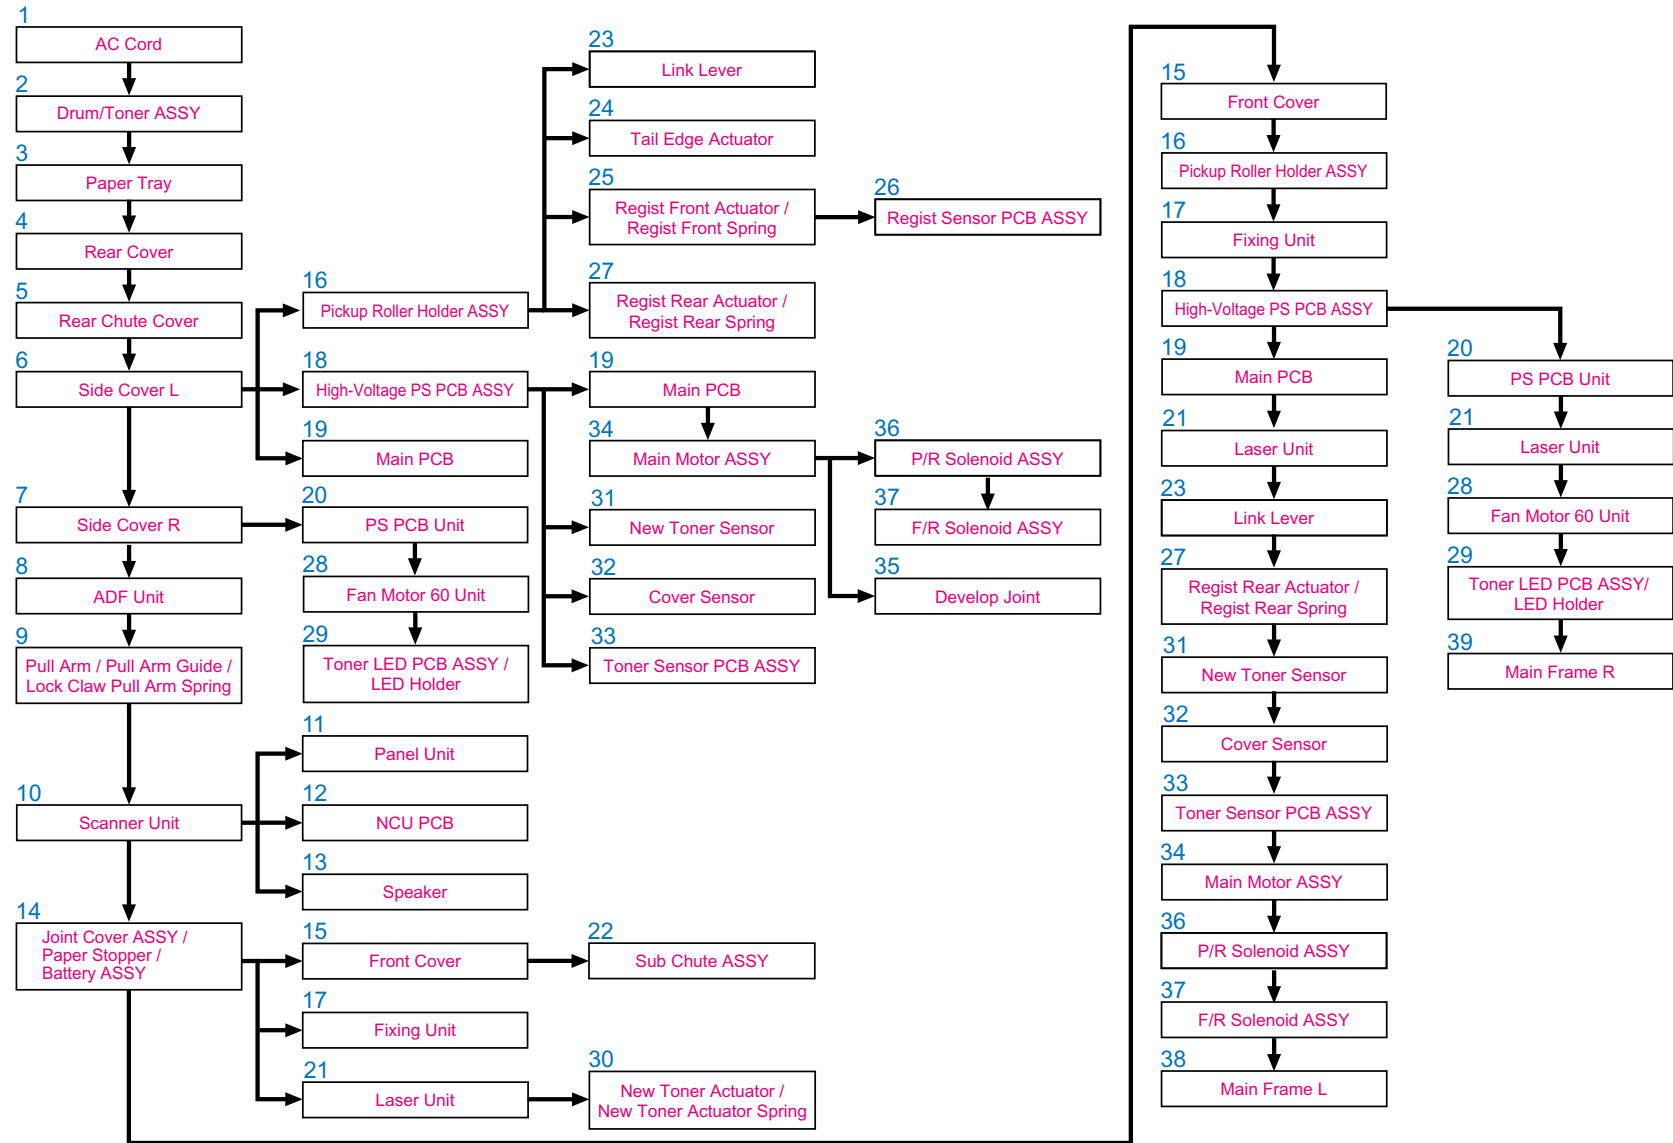 1
AC Cord
2
Drum/Toner ASSY
3
Paper Tray
4
Rear Cover
5
Rear Chute Cover
6
Side Cover L
7
Side Cover R
8
ADF Unit
9
Pull Arm / Pull Arm Guide /
Lock Claw Pull Arm Spring
10
Scanner Unit
14
Joint Cover ASSY /
Paper Stopper /
Battery ASSY
16
Pickup Roller Holder ASSY
18
High-Voltage PS PCB ASSY
19
Main PCB
20
PS PCB Unit
28
Fan Motor 60 Unit
29
Toner LED PCB ASSY /
LED Holder
11
Panel Unit
12
NCU PCB
13
Speaker
15
Front Cover
17
Fixing Unit
21
Laser Unit
23
Link Lever
24
Tail Edge Actuator
25
Regist Front Actuator /
Regist Front Spring
27
Regist Rear Actuator /
Regist Rear Spring
19
Main PCB
34
Main Motor ASSY
31
New Toner Sensor
32
Cover Sensor
33
Toner Sensor PCB ASSY
22
Sub Chute ASSY
30
New Toner Actuator /
New Toner Actuator Spring
26
Regist Sensor PCB ASSY
36
P/R Solenoid ASSY
37
F/R Solenoid ASSY
35
Develop Joint
15
Front Cover
16
Pickup Roller Holder ASSY
17
Fixing Unit
18
High-Voltage PS PCB ASSY
19
Main PCB
21
Laser Unit
23
Link Lever
27
Regist Rear Actuator /
Regist Rear Spring
31
New Toner Sensor
32
Cover Sensor
33
Toner Sensor PCB ASSY
34
Main Motor ASSY
36
P/R Solenoid ASSY
37
F/R Solenoid ASSY
38
Main Frame L
20
PS PCB Unit
21
Laser Unit
28
Fan Motor 60 Unit
29
Toner LED PCB ASSY/
LED Holder
39
Main Frame R